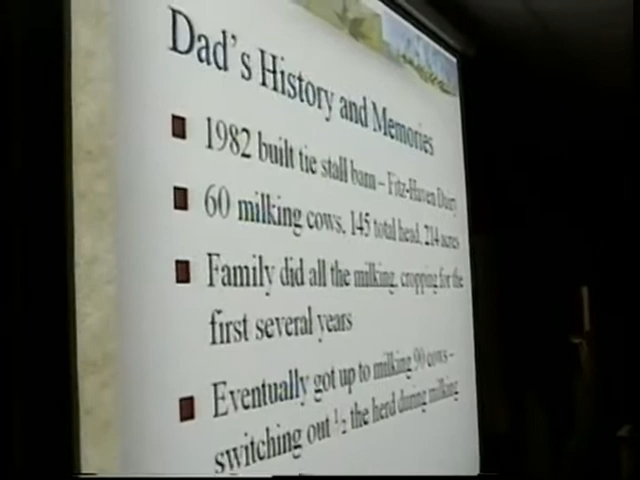 Dad's History and Memories
1982 built tie stall barn – Fitz-Haven Dairy
60 milking cows, 145 total head, 214 acres
Family did all the milking, cropping for the
first several years
Eventually got up to milking 90 cows –
switching out ½ the herd during milking